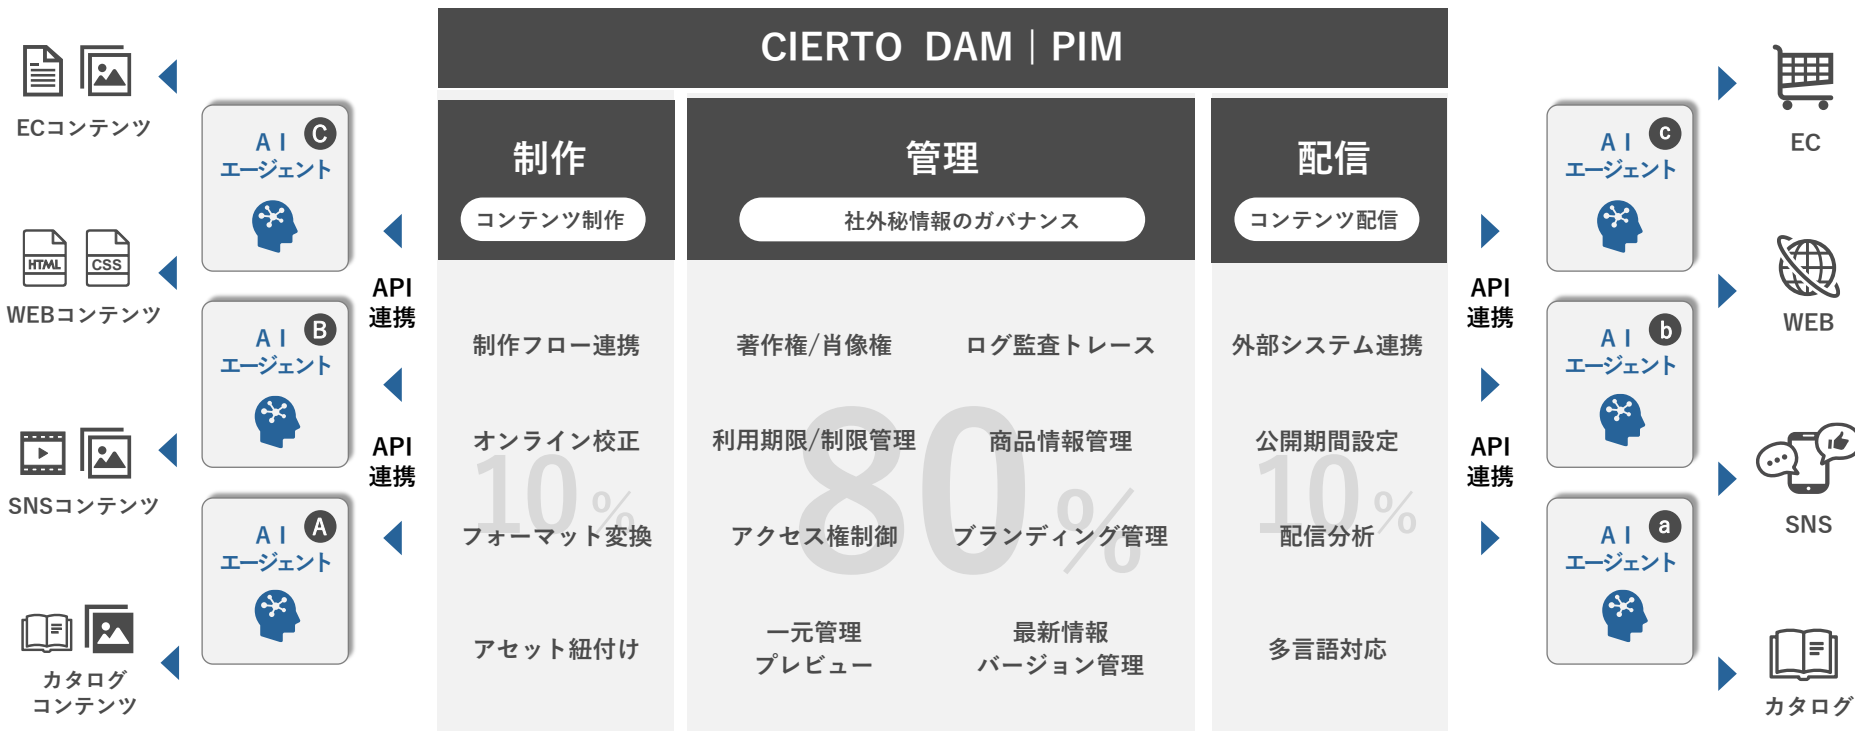 CIERTO DAM | PIM
ECコンテンツ
WEBコンテンツ
HTML
CSS
SNSコンテンツ
カタログ
コンテンツ
AI
エージェント
C
AI
エージェント
B
AI
エージェント
A
API
連携
API
連携
制作
コンテンツ制作
制作フロー連携
オンライン校正
10%
フォーマット変換
アセット紐付け
管理
社外秘情報のガバナンス
著作権/肖像権
ログ監査トレース
利用期限/制限管理
商品情報管理
80%
アクセス権制御
ブランディング管理
一元管理
プレビュー
最新情報
バージョン管理
配信
コンテンツ配信
外部システム連携
公開期間設定
10%
配信分析
多言語対応
API
連携
API
連携
AI
エージェント
c
AI
エージェント
b
AI
エージェント
a
EC
WEB
SNS
カタログ